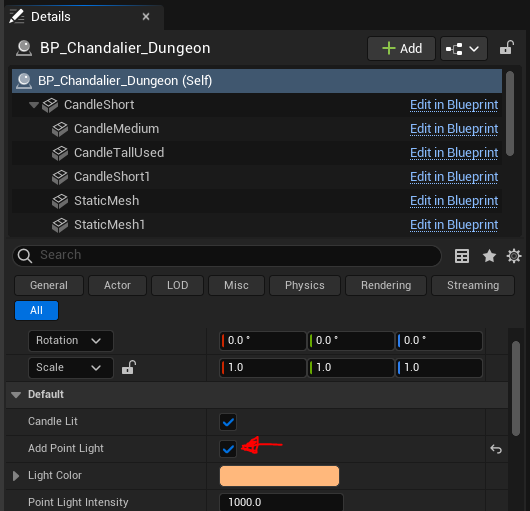 Details
BP_Chandalier_Dungeon
Add
BP_Chandalier_Dungeon (Self)
CandleShort Edit in Blueprint
CandleMedium Edit in Blueprint
CandleTallUsed Edit in Blueprint
CandleShort1 Edit in Blueprint
StaticMesh Edit in Blueprint
StaticMesh1 Edit in Blueprint
Search
General Actor LOD Misc Physics Rendering Streaming
All
Rotation 0.0 ° 0.0 ° 0.0 °
Scale 1.0 1.0 1.0
Default
Candle Lit
Add Point Light
Light Color
Point Light Intensity 1000.0